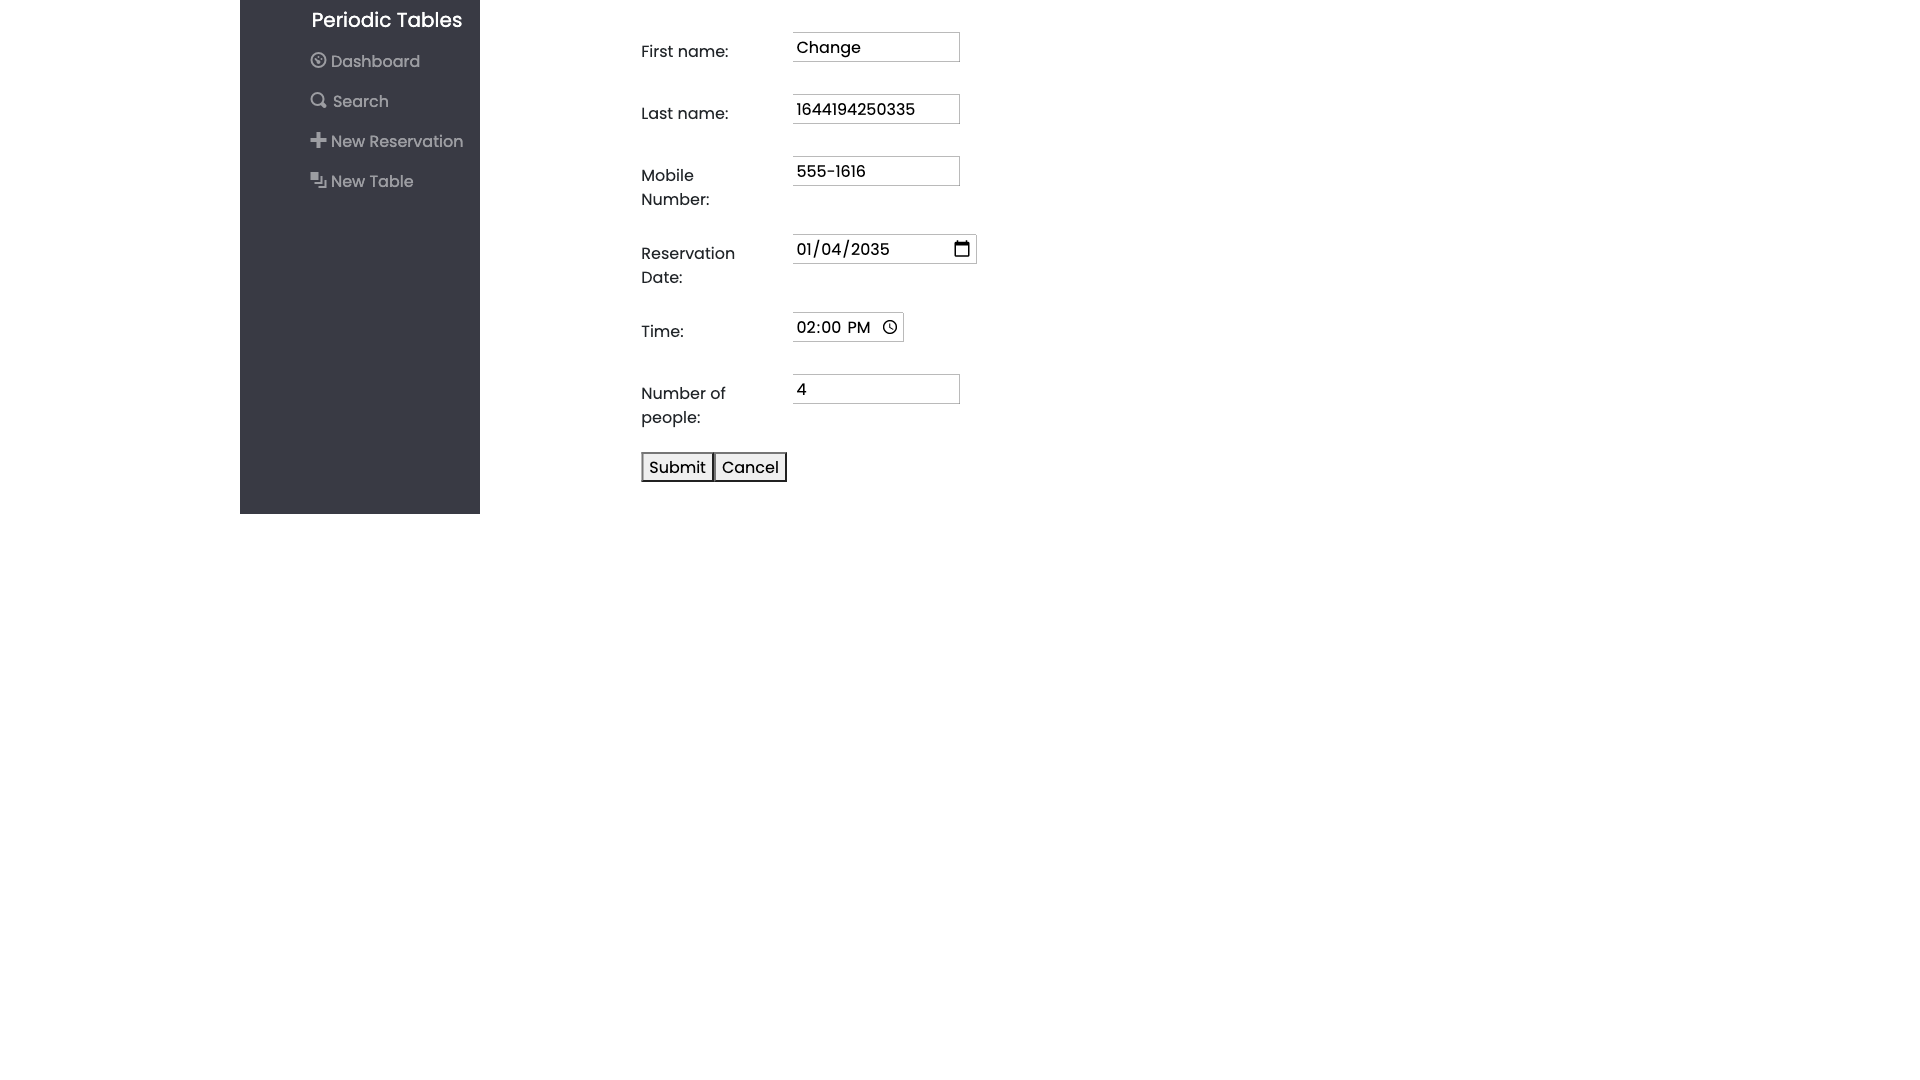 Periodic Tables
Dashboard
Search
New Reservation
New Table
First name:
Change
Last name:
1644194250335
Mobile
Number:
555-1616
Reservation
Date:
01/04/2035
Time:
02:00 PM
Number of
people:
4
Submit
Cancel